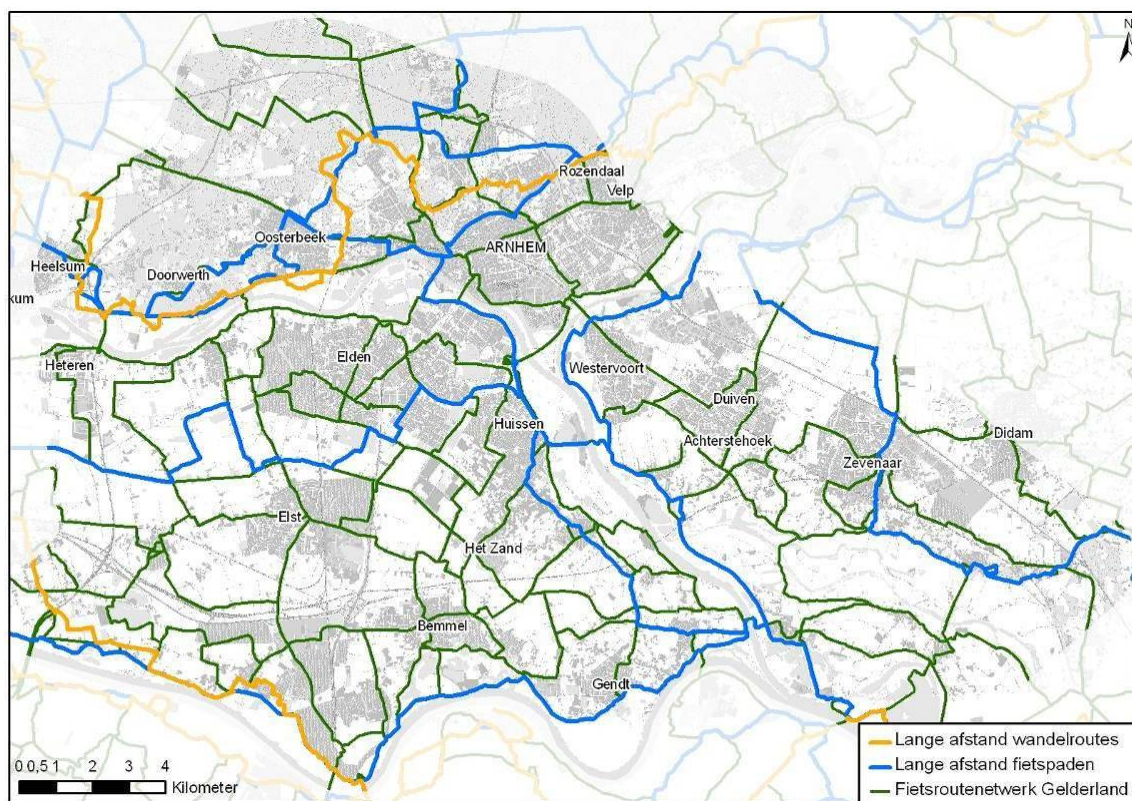 N
Rozendaal
Velp
Oosterbeek
ARNHEM
Heelsum
Doorwerth
kum
Heteren
Elden
Westervoort
Duiven
Huissen
Achterstehoek
Didam
Zevenaar
Elst
Het Zand
Bemmel
Gendt
Lange afstand wandelroutes
Lange afstand fietspaden
Fietsroutenetwerk Gelderland
0 0,5 1 2 3 4
Kilometer